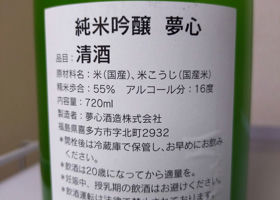 純米吟醸 夢心
品目：清酒
原材料名：米（国産）、米こうじ（国産米）
精米歩合：55% アルコール分：16度
内容量：720ml
製造者：夢心酒造株式会社
福島県喜多方市字北町2932
＊開栓後は冷蔵庫で保管し、お早めにお飲み
ください。
＊飲酒は20歳になってから適量を。
＊妊娠中、授乳期の飲酒はお避けください。
＊飲酒運転は法律で禁止されています。